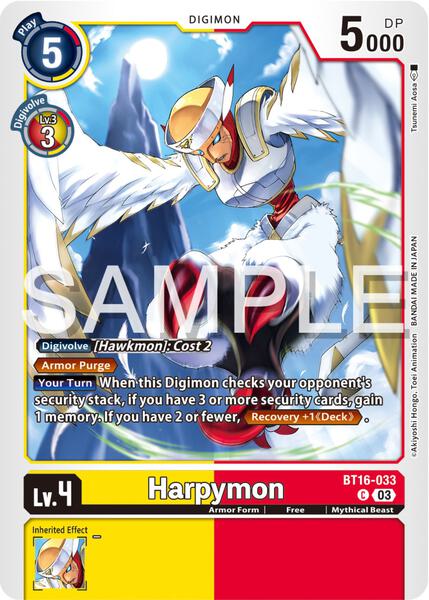 Play
5
DIGIMON
DP
5000
Digivolve
Lv.3
3
Tsunemi Aosa
SAMPLE
Digivolve [Hawkmon]: Cost 2
Armor Purge
Your Turn When this Digimon checks your opponent's
security stack, if you have 3 or more security cards, gain
1 memory. If you have 2 or fewer, Recovery +1《Deck》.
©Akiyoshi Hongo, Toei Animation BANDAI MADE IN JAPAN
BT16-033
Lv.4
Harpymon
C 03
Armor Form | Free | Mythical Beast
Inherited Effect
–